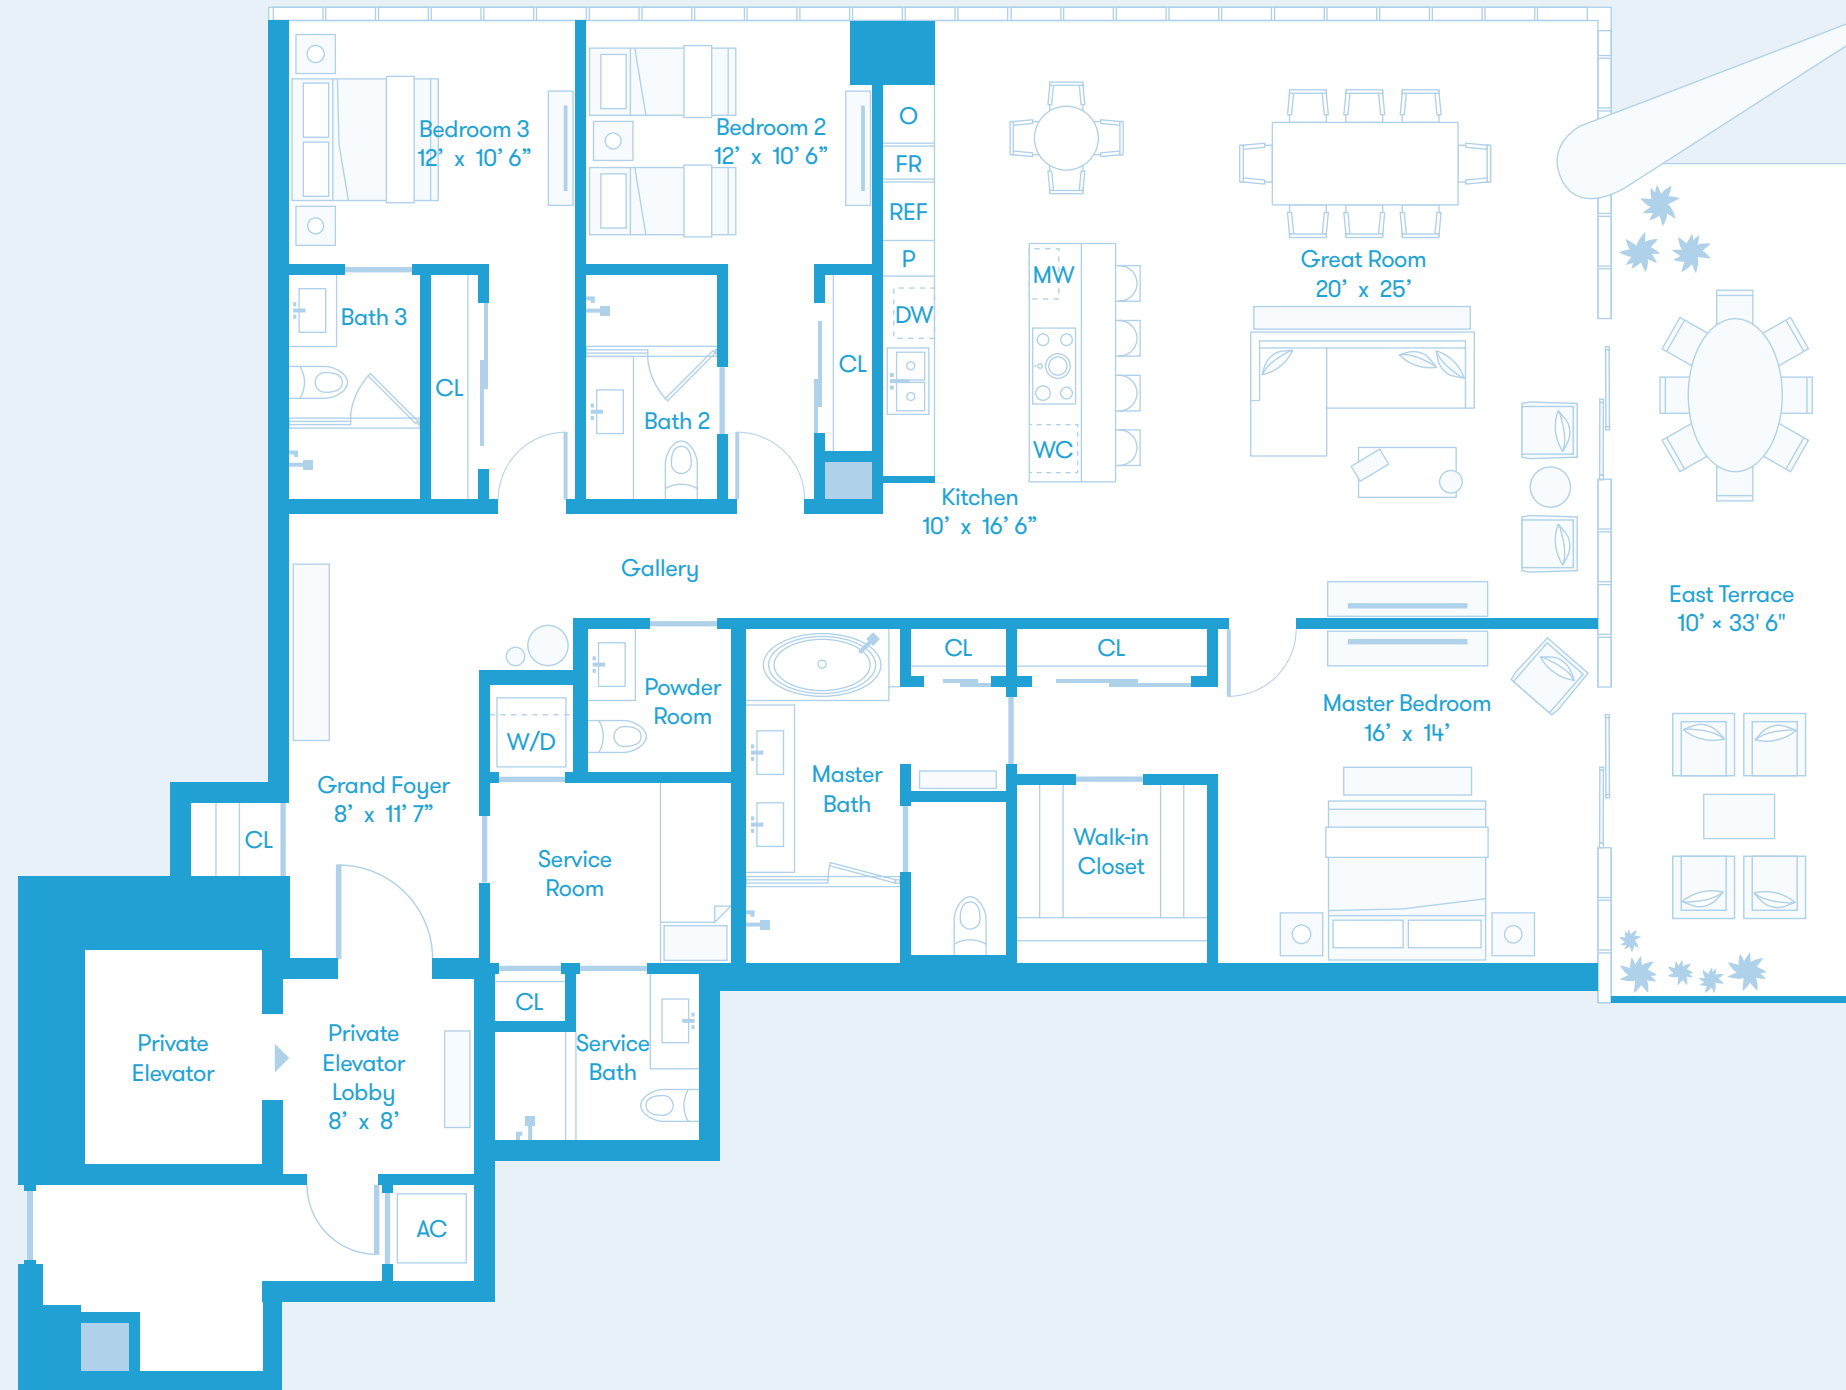 Bedroom 3
12’ x 10’ 6”
Bedroom 2
12’ x 10’ 6”
O
FR
REF
P
DW
MW
WC
Great Room
20’ x 25’
Bath 3
CL
Bath 2
CL
Kitchen
10’ x 16’ 6”
Gallery
East Terrace
10’ × 33' 6"
CL
CL
Powder
Room
W/D
Master Bedroom
16’ x 14’
Grand Foyer
8’ x 11’ 7”
CL
Master
Bath
Walk-in
Closet
Service
Room
CL
Service
Bath
Private
Elevator
Private
Elevator
Lobby
8’ x 8’
AC